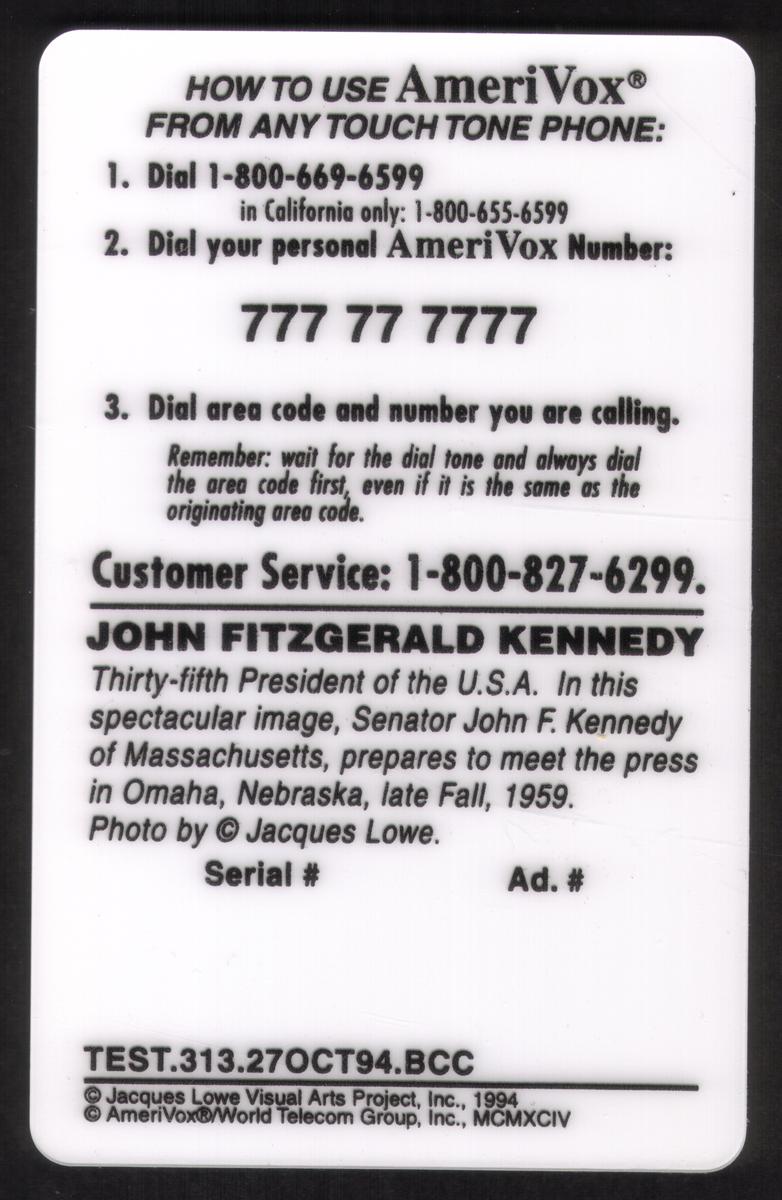 HOW TO USE AmeriVox®
FROM ANY TOUCH TONE PHONE:
1. Dial 1-800-669-6599
in California only: 1-800-655-6599
2. Dial your personal AmeriVox Number:
777 77 7777
3. Dial area code and number you are calling.
Remember: wait for the dial tone and always dial
the area code first, even if it is the same as the
originating area code.
Customer Service: 1-800-827-6299.
JOHN FITZGERALD KENNEDY
Thirty-fifth President of the U.S.A. In this
spectacular image, Senator John F. Kennedy
of Massachusetts, prepares to meet the press
in Omaha, Nebraska, late Fall, 1959.
Photo by © Jacques Lowe.
Serial # Ad. #
TEST.313.27OCT94.BCC
© Jacques Lowe Visual Arts Project, Inc., 1994
© AmeriVox®/World Telecom Group, Inc., MCMXCIV